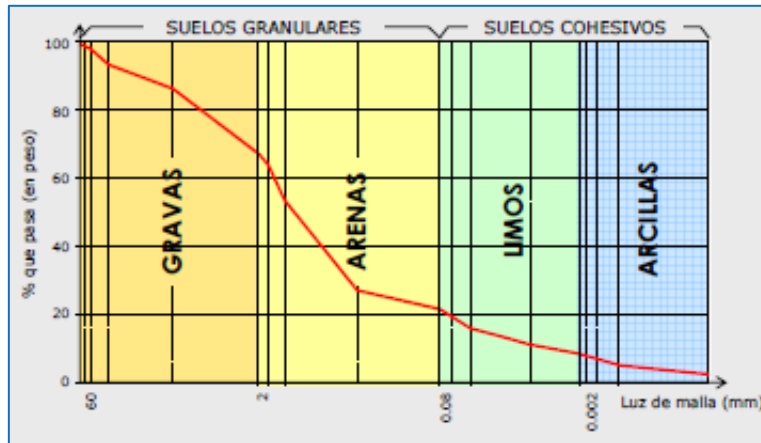 SUELOS GRANULARES
SUELOS COHESIVOS
% que pasa (en peso)
100
80
60
40
20
0
GRAVAS
ARENAS
LIMOS
ARCILLAS
60
2
0.08
0.002
Luz de malla (mm)